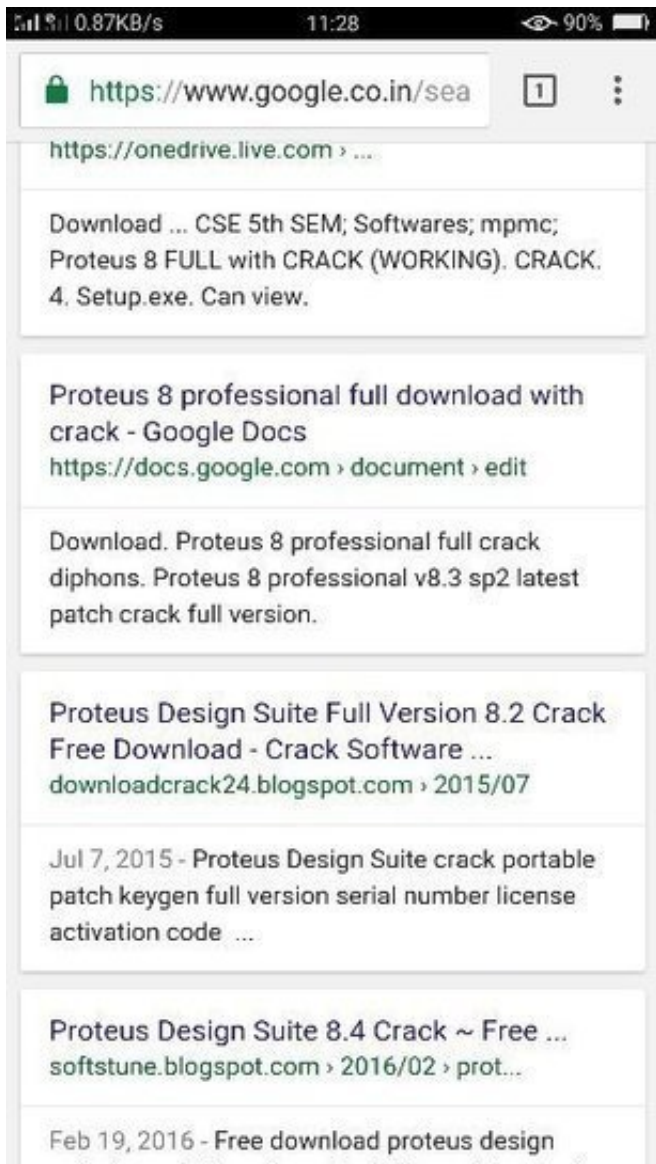 0.87KB/s 11:28 90%
https://www.google.co.in/sea 1
https://onedrive.live.com › ...
Download ... CSE 5th SEM; Softwares; mpmc;
Proteus 8 FULL with CRACK (WORKING). CRACK.
4. Setup.exe. Can view.
Proteus 8 professional full download with
crack - Google Docs
https://docs.google.com › document › edit
Download. Proteus 8 professional full crack
diphons. Proteus 8 professional v8.3 sp2 latest
patch crack full version.
Proteus Design Suite Full Version 8.2 Crack
Free Download - Crack Software ...
downloadcrack24.blogspot.com › 2015/07
Jul 7, 2015 - Proteus Design Suite crack portable
patch keygen full version serial number license
activation code ...
Proteus Design Suite 8.4 Crack ~ Free ...
softstune.blogspot.com › 2016/02 › prot...
Feb 19, 2016 - Free download proteus design